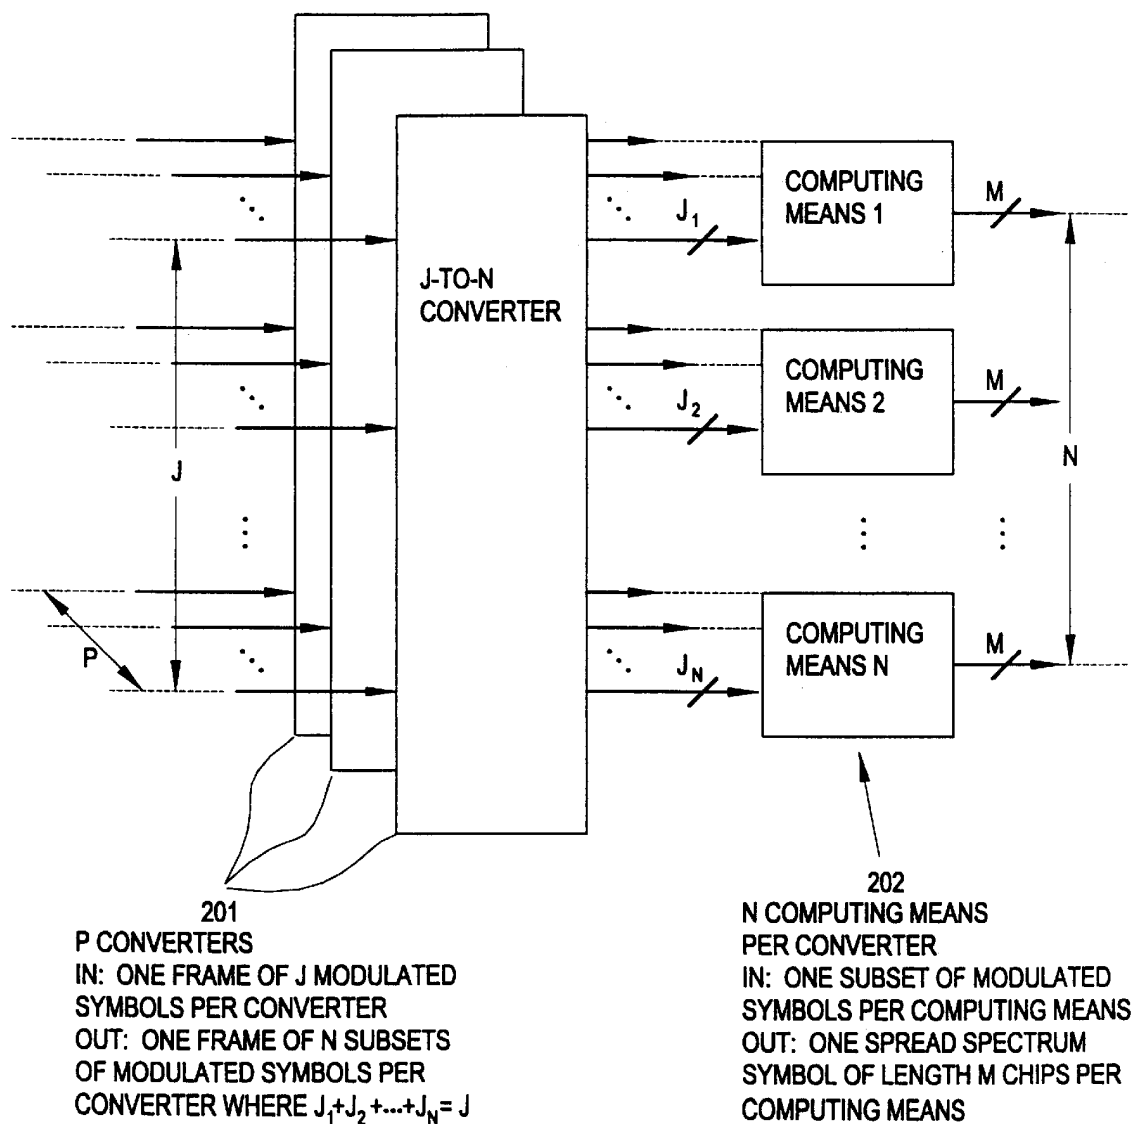 COMPUTING
MEANS 1
M
J₁
J-TO-N
CONVERTER
COMPUTING
MEANS 2
M
J₂
J
N
P
COMPUTING
MEANS N
M
J_N
201
P CONVERTERS
IN: ONE FRAME OF J MODULATED
SYMBOLS PER CONVERTER
OUT: ONE FRAME OF N SUBSETS
OF MODULATED SYMBOLS PER
CONVERTER WHERE J₁+J₂+...+J_N= J
202
N COMPUTING MEANS
PER CONVERTER
IN: ONE SUBSET OF MODULATED
SYMBOLS PER COMPUTING MEANS
OUT: ONE SPREAD SPECTRUM
SYMBOL OF LENGTH M CHIPS PER
COMPUTING MEANS